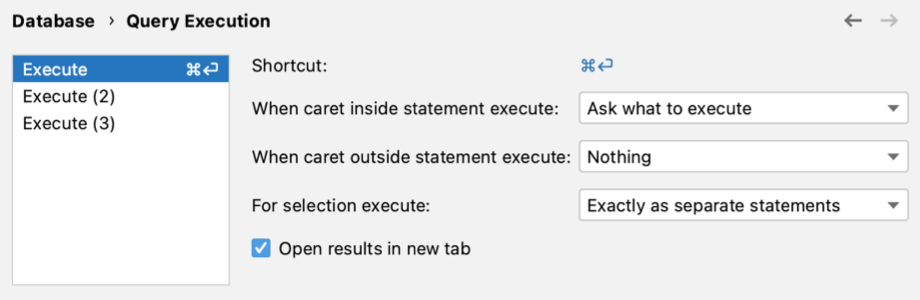 Database › Query Execution
Execute ⌘⏎
Execute (2)
Execute (3)
Shortcut: ⌘⏎
When caret inside statement execute: Ask what to execute
When caret outside statement execute: Nothing
For selection execute: Exactly as separate statements
Open results in new tab